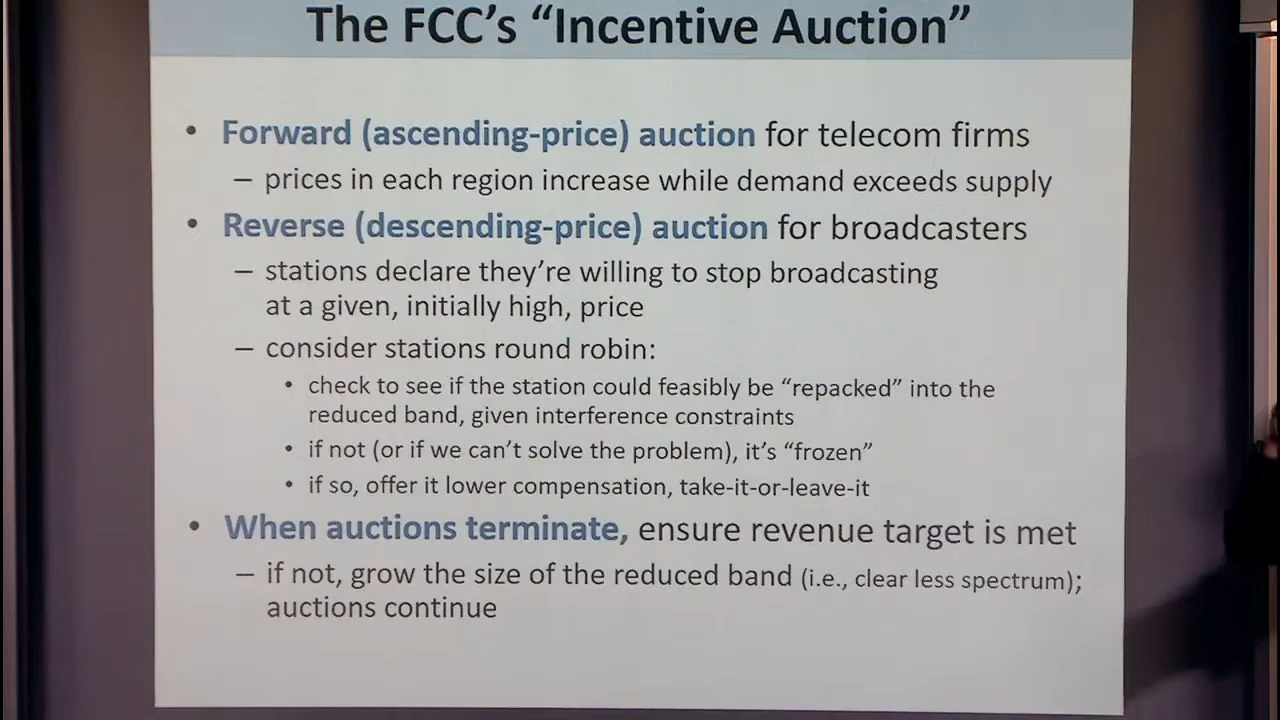 The FCC's “Incentive Auction”
• Forward (ascending-price) auction for telecom firms
– prices in each region increase while demand exceeds supply
• Reverse (descending-price) auction for broadcasters
– stations declare they're willing to stop broadcasting
at a given, initially high, price
– consider stations round robin:
• check to see if the station could feasibly be “repacked” into the
reduced band, given interference constraints
• if not (or if we can't solve the problem), it's “frozen”
• if so, offer it lower compensation, take-it-or-leave-it
• When auctions terminate, ensure revenue target is met
– if not, grow the size of the reduced band (i.e., clear less spectrum);
auctions continue